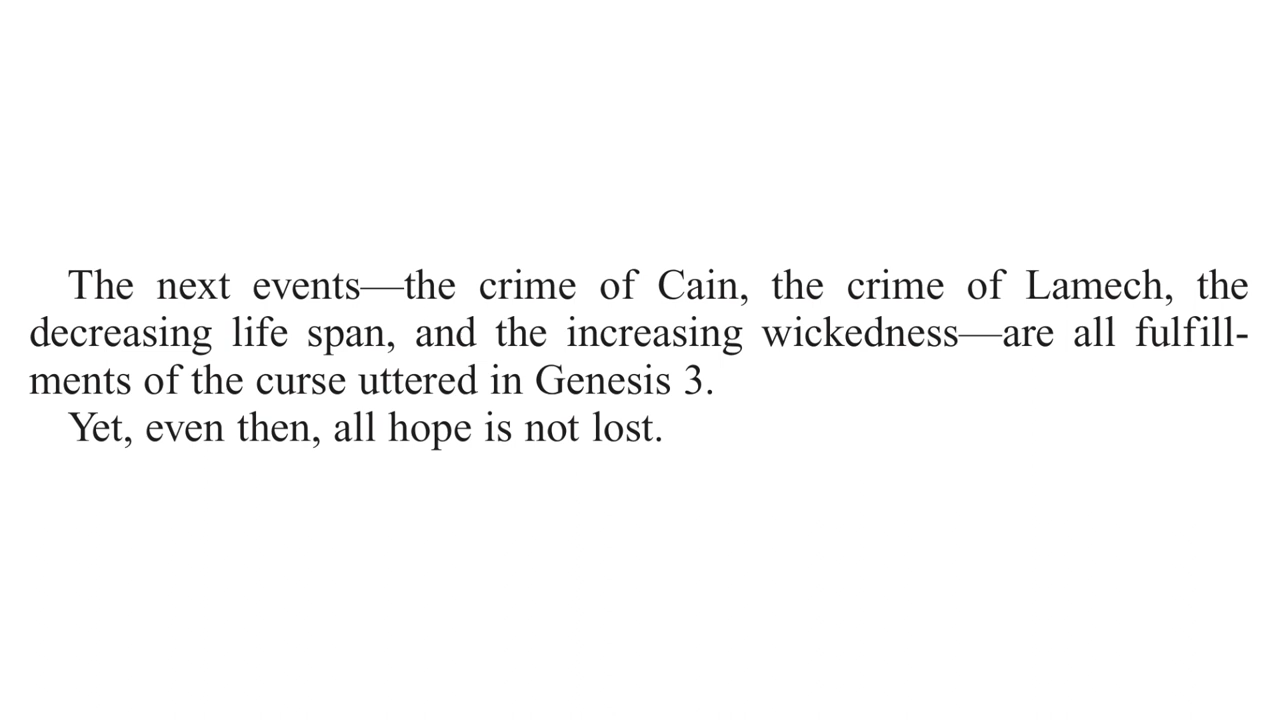 The next events—the crime of Cain, the crime of Lamech, the
decreasing life span, and the increasing wickedness—are all fulfill-
ments of the curse uttered in Genesis 3.
Yet, even then, all hope is not lost.